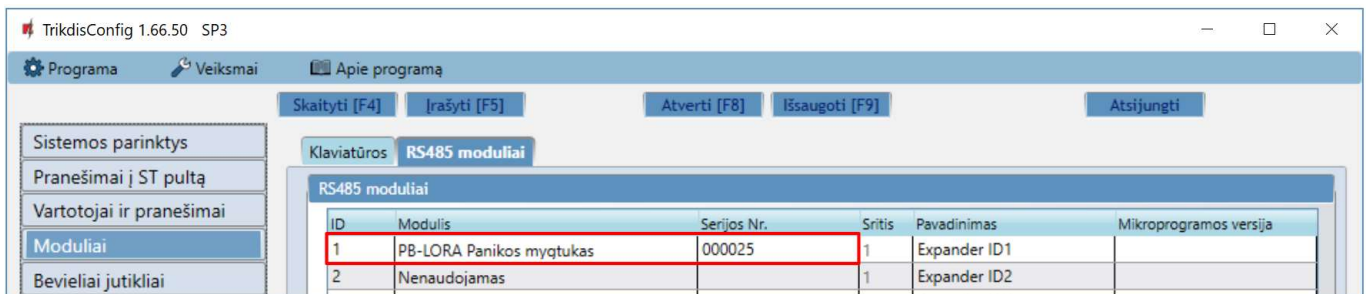 TrikdisConfig 1.66.50 SP3
Programa Veiksmai Apie programą
Skaityti [F4] Įrašyti [F5] Atverti [F8] Išsaugoti [F9] Atsijungti
Sistemos parinktys
Klaviatūros RS485 moduliai
Pranešimai į ST pultą
RS485 moduliai
Vartotojai ir pranešimai
ID Modulis Serijos Nr. Sritis Pavadinimas Mikroprogramos versija
Moduliai
1 PB-LORA Panikos mygtukas 000025 1 Expander ID1
Bevieliai jutikliai
2 Nenaudojamas 1 Expander ID2